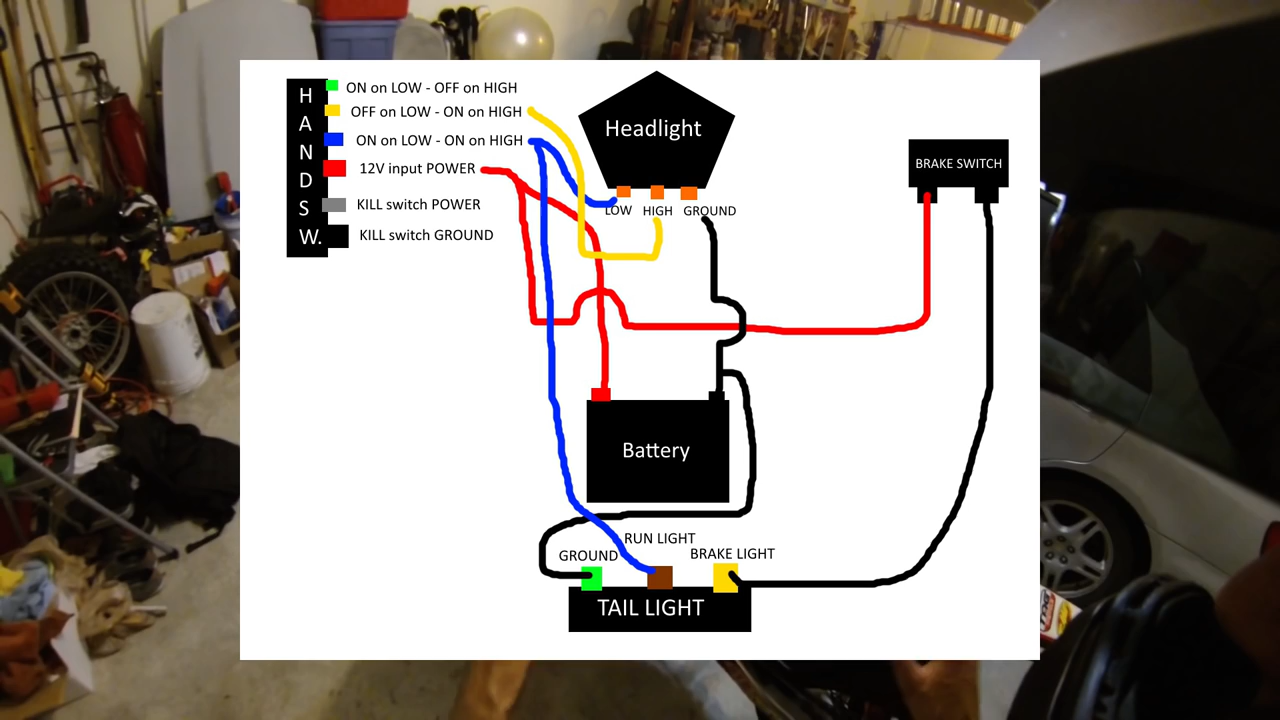 H
A
N
D
S
W.
ON on LOW - OFF on HIGH
OFF on LOW - ON on HIGH
ON on LOW - ON on HIGH
12V input POWER
KILL switch POWER
KILL switch GROUND
Headlight
LOW HIGH GROUND
BRAKE SWITCH
Battery
RUN LIGHT
GROUND BRAKE LIGHT
TAIL LIGHT